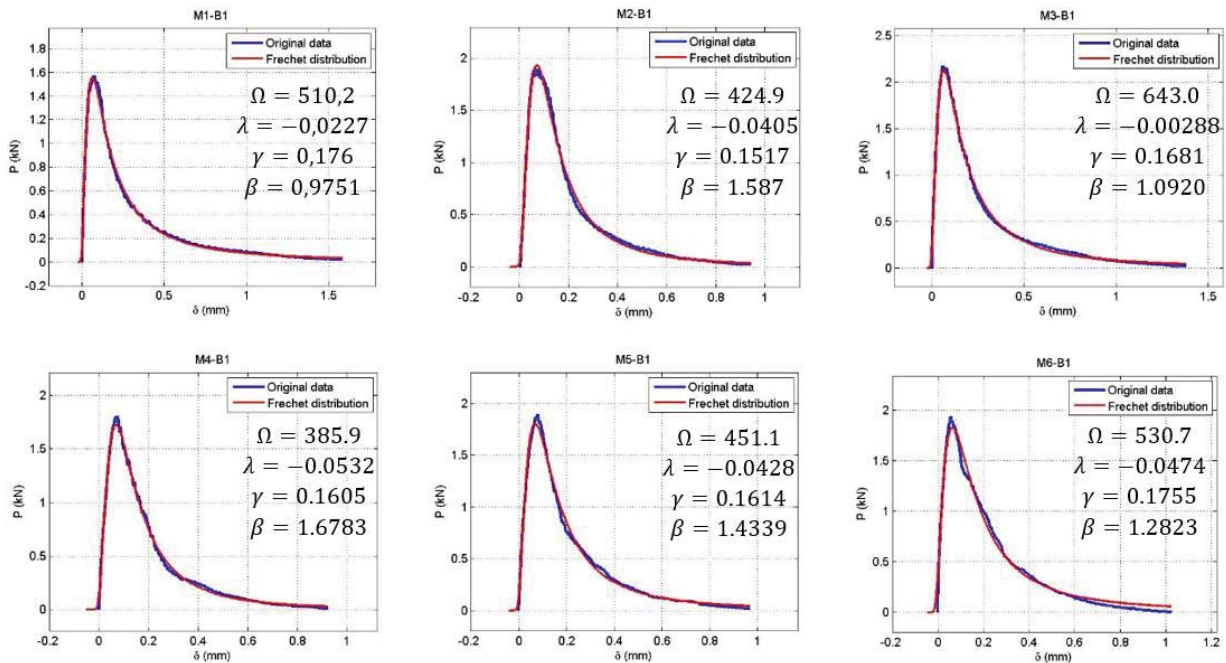 M1-B1
Original data
Frechet distribution
Ω = 510,2
λ = −0,0227
γ = 0,176
β = 0,9751
P (kN)
1.8
1.6
1.4
1.2
1
0.8
0.6
0.4
0.2
0
-0.2
0 0.5 1 1.5
δ (mm)
M2-B1
Original data
Frechet distribution
Ω = 424.9
λ = −0.0405
γ = 0.1517
β = 1.587
P (kN)
2
1.5
1
0.5
0
-0.2 0 0.2 0.4 0.6 0.8 1
δ (mm)
M3-B1
Original data
Frechet distribution
Ω = 643.0
λ = −0.00288
γ = 0.1681
β = 1.0920
P (kN)
2.5
2
1.5
1
0.5
0
0 0.5 1 1.5
δ (mm)
M4-B1
Original data
Frechet distribution
Ω = 385.9
λ = −0.0532
γ = 0.1605
β = 1.6783
P (kN)
2
1.5
1
0.5
0
-0.2 0 0.2 0.4 0.6 0.8 1
δ (mm)
M5-B1
Original data
Frechet distribution
Ω = 451.1
λ = −0.0428
γ = 0.1614
β = 1.4339
P (kN)
2
1.5
1
0.5
0
-0.2 0 0.2 0.4 0.6 0.8 1
δ (mm)
M6-B1
Original data
Frechet distribution
Ω = 530.7
λ = −0.0474
γ = 0.1755
β = 1.2823
P (kN)
2
1.5
1
0.5
0
-0.2 0 0.2 0.4 0.6 0.8 1 1.2
δ (mm)